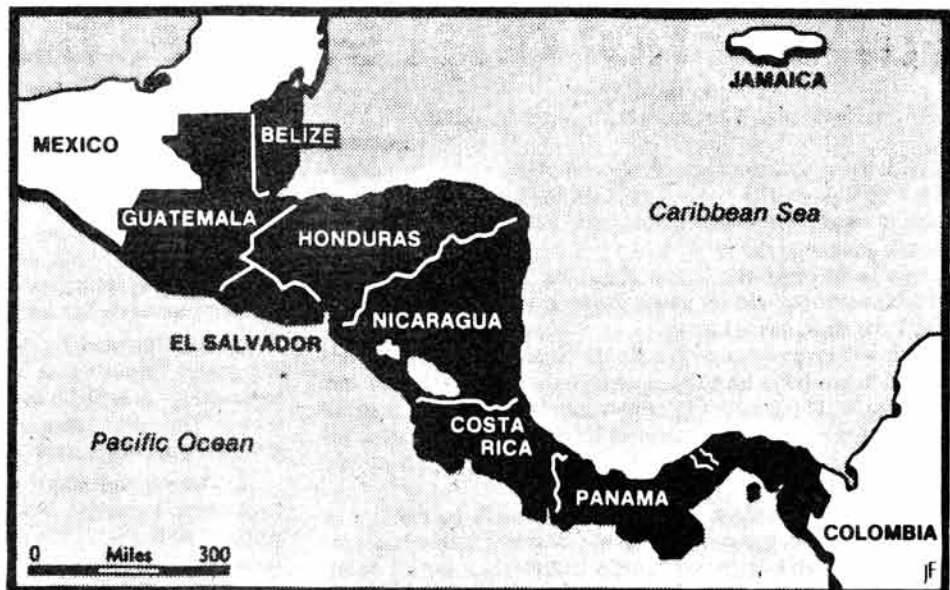 JAMAICA
MEXICO
BELIZE
GUATEMALA
HONDURAS
Caribbean Sea
NICARAGUA
EL SALVADOR
COSTA
RICA
Pacific Ocean
PANAMA
COLOMBIA
0 Miles 300
JF